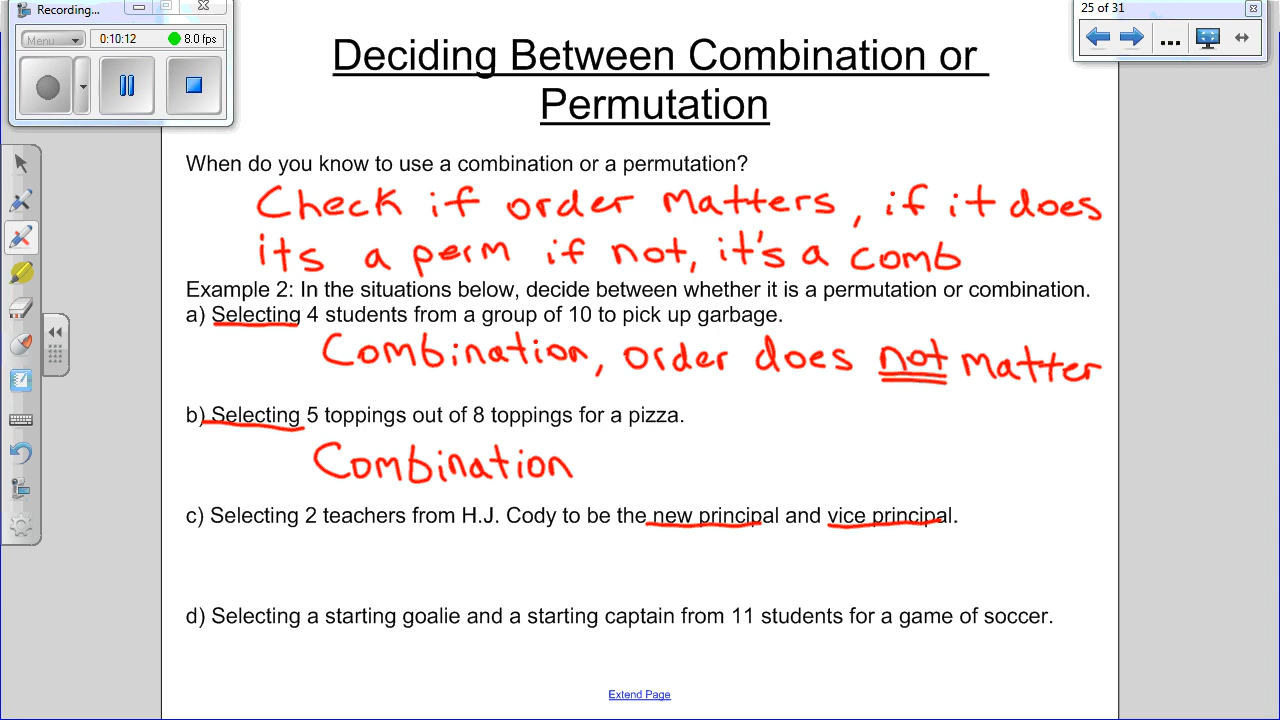 Recording...
Menu
0:10:12
8.0 fps
25 of 31
...
Deciding Between Combination or
Permutation
When do you know to use a combination or a permutation?
Check if order matters, if it does
its a perm if not, it's a comb
Example 2: In the situations below, decide between whether it is a permutation or combination.
a) Selecting 4 students from a group of 10 to pick up garbage.
Combination, order does not matter
b) Selecting 5 toppings out of 8 toppings for a pizza.
Combination
c) Selecting 2 teachers from H.J. Cody to be the new principal and vice principal.
d) Selecting a starting goalie and a starting captain from 11 students for a game of soccer.
Extend Page